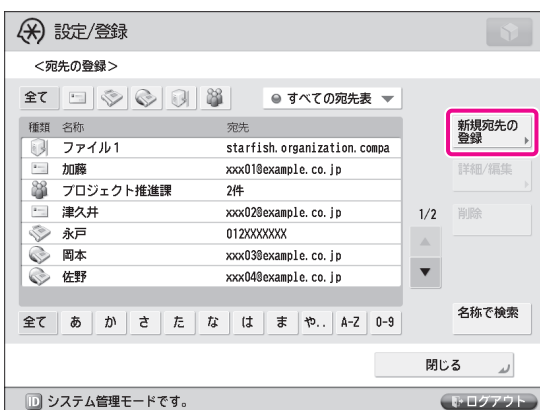 設定/登録
<宛先の登録>
全て
すべての宛先表
種類 名称 宛先
ファイル1 starfish.organization.compa
加藤 xxx01@example.co.jp
プロジェクト推進課 2件
津久井 xxx02@example.co.jp
永戸 012XXXXXXX
岡本 xxx03@example.co.jp
佐野 xxx04@example.co.jp
1/2
新規宛先の
登録
詳細/編集
削除
名称で検索
全て あ か さ た な は ま や.. A-Z 0-9
閉じる
ID システム管理モードです。
ログアウト